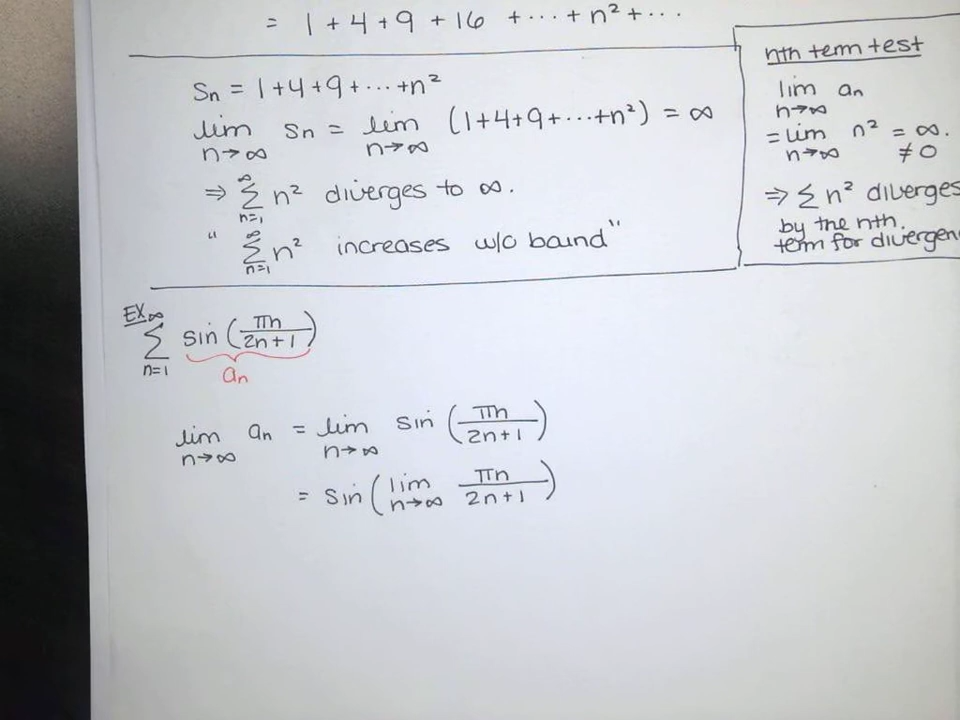 = 1 + 4 + 9 + 16 + ... + n² + ...
Sn = 1+4+9+...+n²
lim n→∞ Sn = lim n→∞ (1+4+9+...+n²) = ∞
⇒ ∞ Σ n=1 n² diverges to ∞.
" ∞ Σ n=1 n² increases w/o bound"
nth term test
lim n→∞ an
= lim n→∞ n² = ∞.
≠ 0
⇒ Σ n² diverges
by the nth.
term for divergen
EX
∞ Σ n=1 sin (πn / 2n+1)
an
lim n→∞ an = lim n→∞ sin (πn / 2n+1)
= sin (lim n→∞ πn / 2n+1)